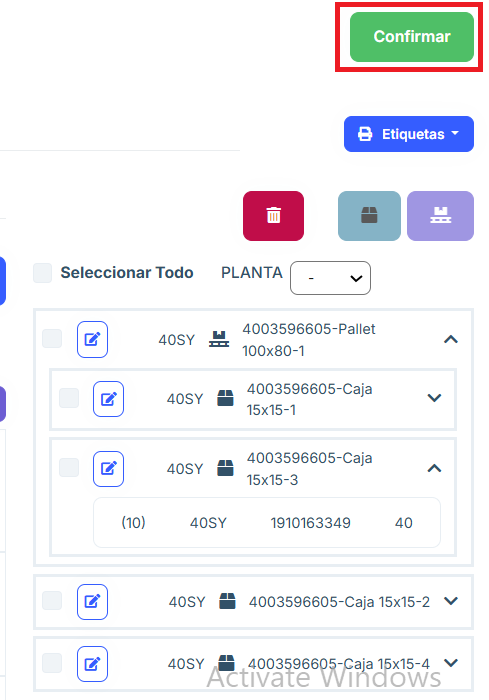 Confirmar
Etiquetas
Seleccionar Todo PLANTA -
40SY 4003596605-Pallet
100x80-1
40SY 4003596605-Caja
15x15-1
40SY 4003596605-Caja
15x15-3
(10) 40SY 1910163349 40
40SY 4003596605-Caja 15x15-2
40SY 4003596605-Caja 15x15-4
Activate Windows